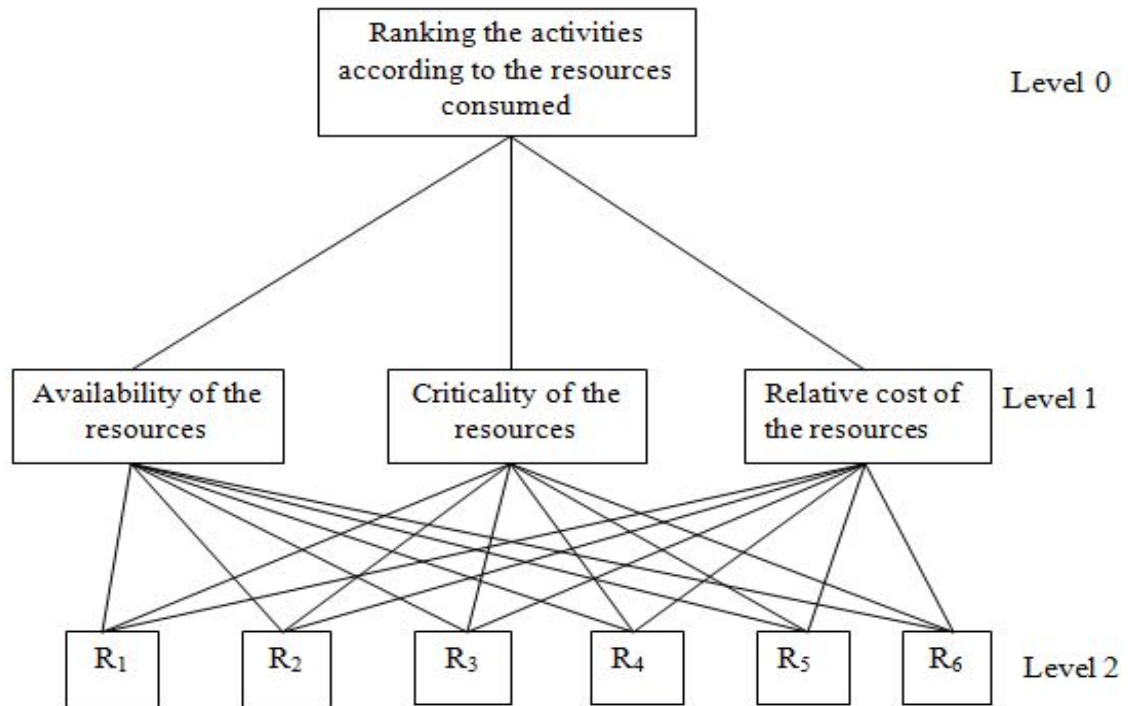 Ranking the activities
according to the resources
consumed
Level 0
Availability of the
resources
Criticality of the
resources
Relative cost of
the resources
Level 1
R₁
R₂
R₃
R₄
R₅
R₆
Level 2